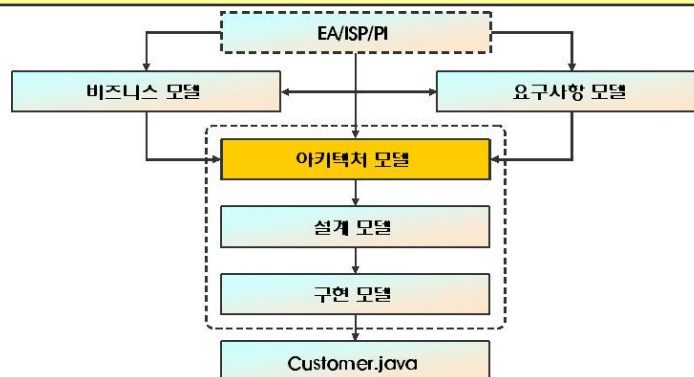 EA/ISP/PI
비즈니스 모델
요구사항 모델
아키텍처 모델
설계 모델
구현 모델
Customer.java